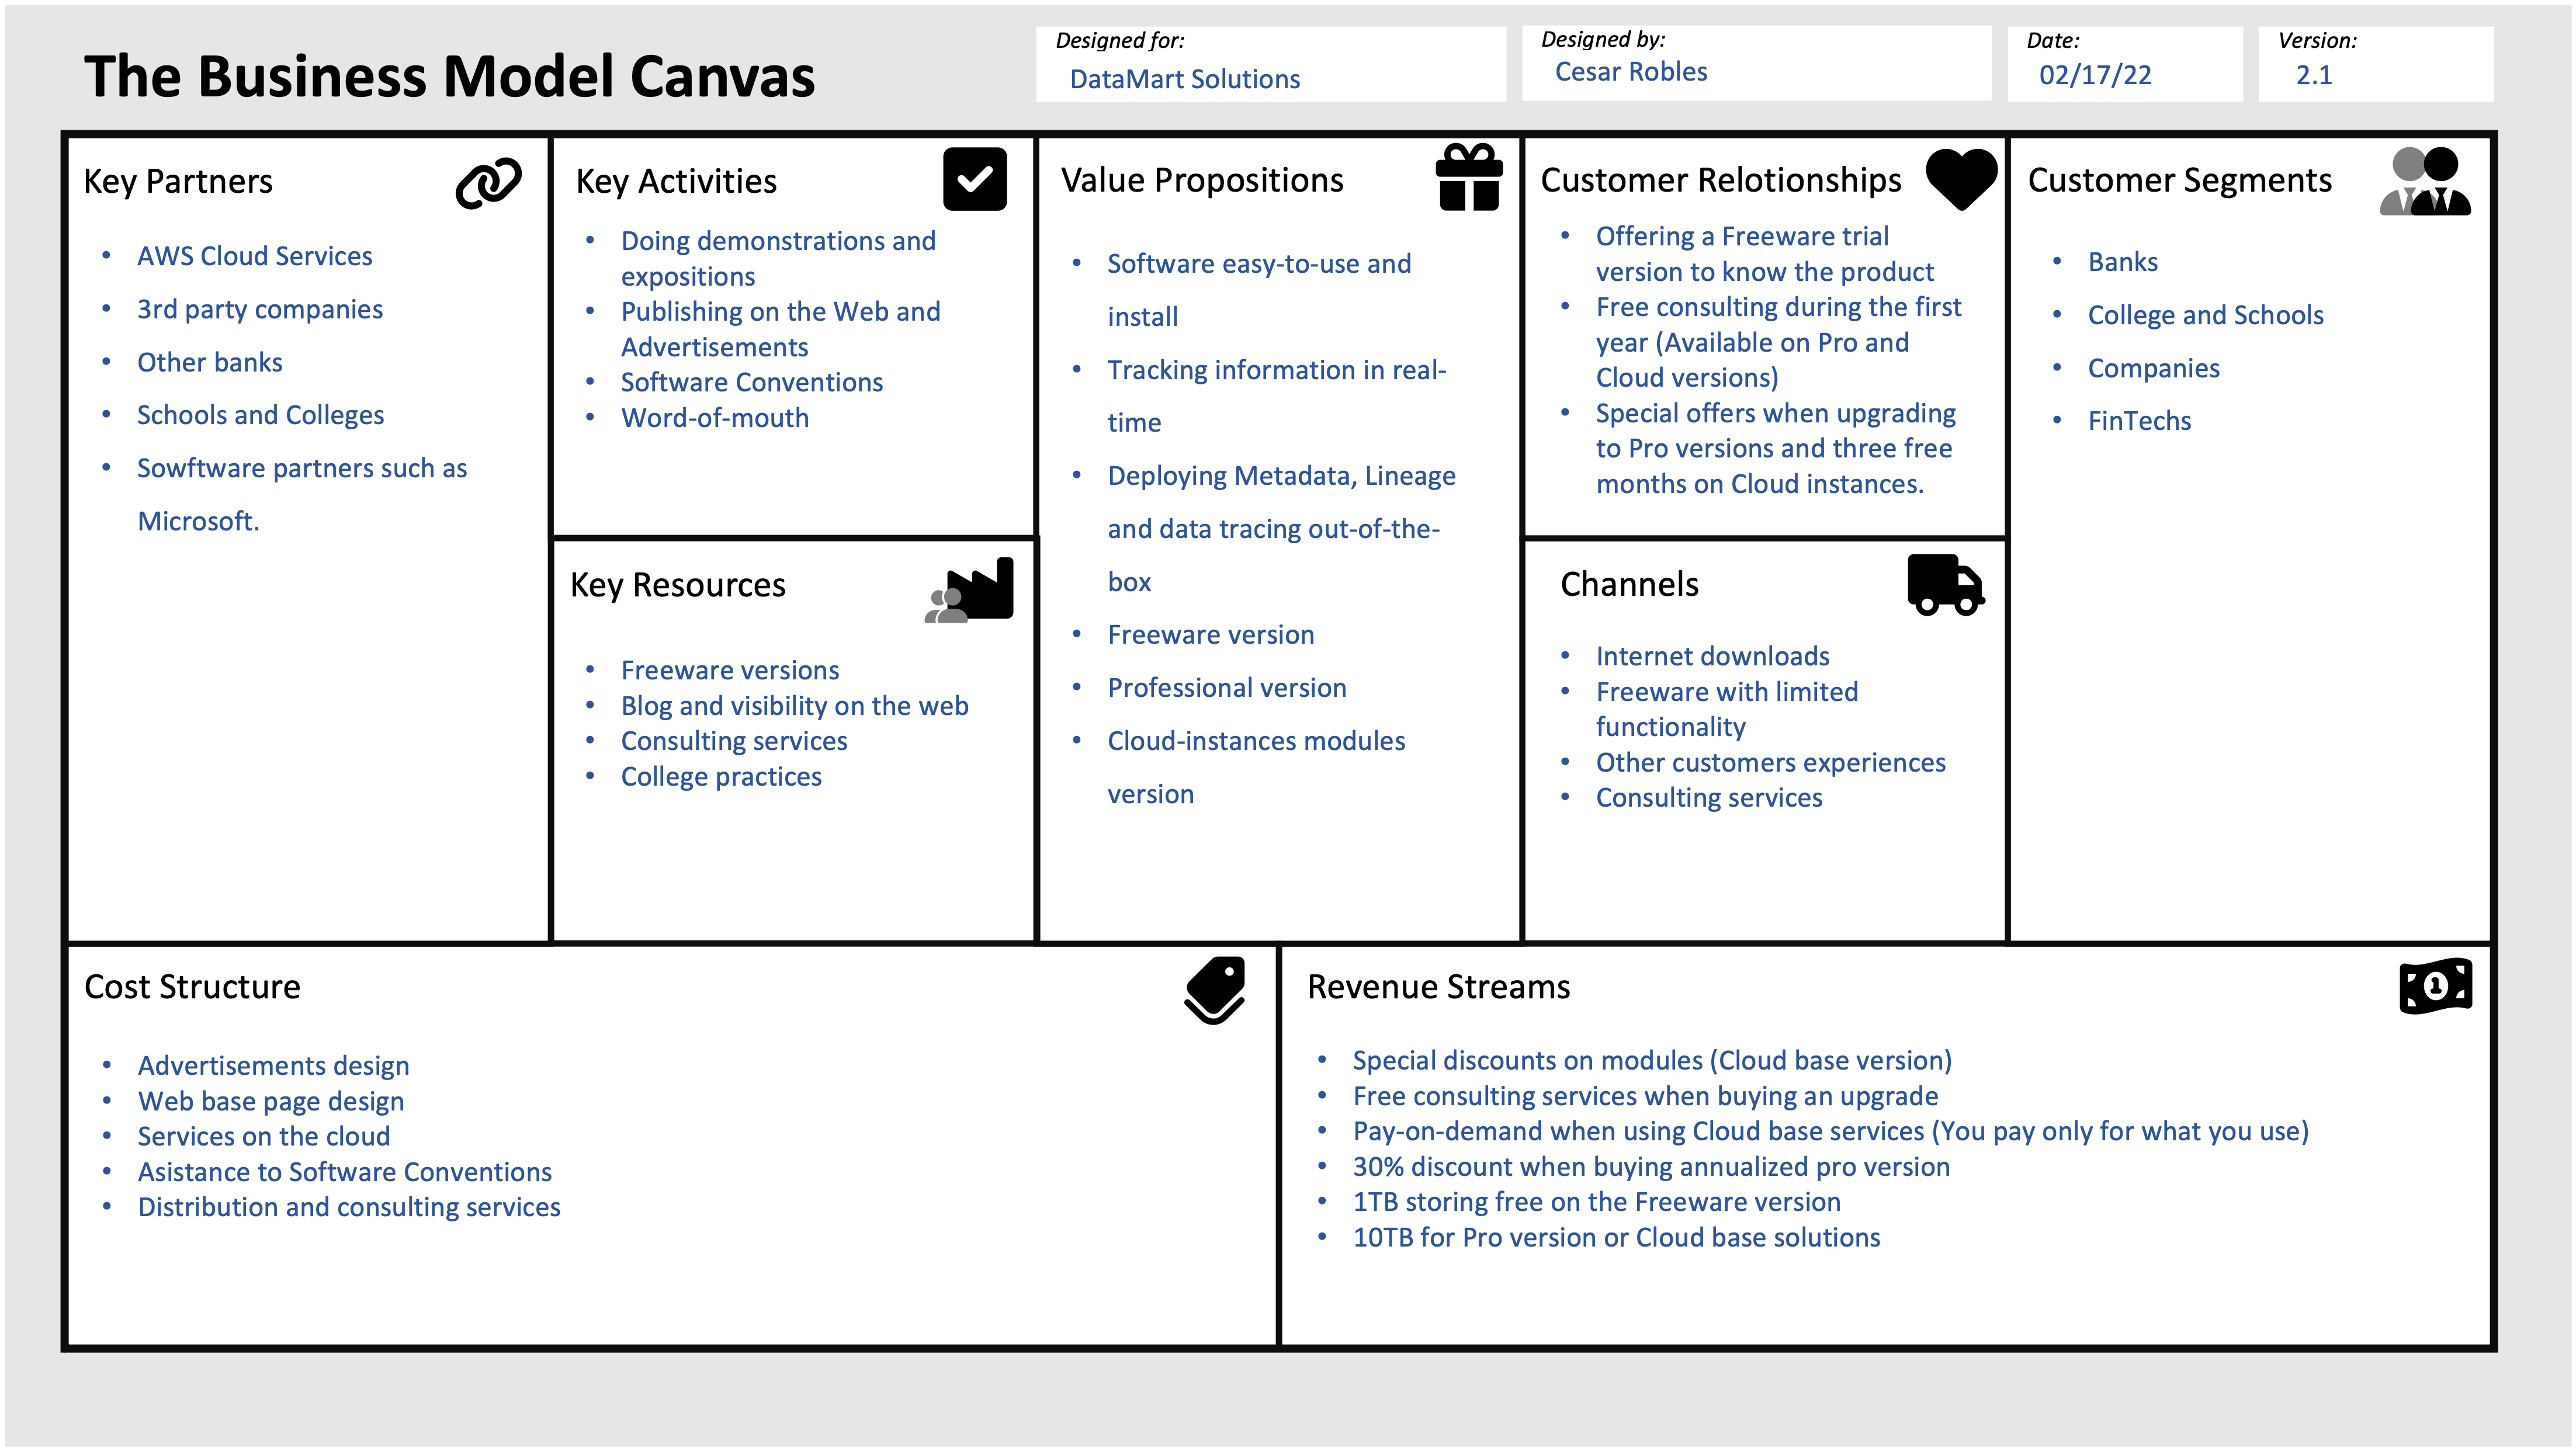 The Business Model Canvas
Designed for:
DataMart Solutions
Designed by:
Cesar Robles
Date:
02/17/22
Version:
2.1
Key Partners
• AWS Cloud Services
• 3rd party companies
• Other banks
• Schools and Colleges
• Sowftware partners such as
Microsoft.
Key Activities
• Doing demonstrations and
expositions
• Publishing on the Web and
Advertisements
• Software Conventions
• Word-of-mouth
Key Resources
• Freeware versions
• Blog and visibility on the web
• Consulting services
• College practices
Value Propositions
• Software easy-to-use and
install
• Tracking information in real-
time
• Deploying Metadata, Lineage
and data tracing out-of-the-
box
• Freeware version
• Professional version
• Cloud-instances modules
version
Customer Relotionships
• Offering a Freeware trial
version to know the product
• Free consulting during the first
year (Available on Pro and
Cloud versions)
• Special offers when upgrading
to Pro versions and three free
months on Cloud instances.
Channels
• Internet downloads
• Freeware with limited
functionality
• Other customers experiences
• Consulting services
Customer Segments
• Banks
• College and Schools
• Companies
• FinTechs
Cost Structure
• Advertisements design
• Web base page design
• Services on the cloud
• Asistance to Software Conventions
• Distribution and consulting services
Revenue Streams
1
• Special discounts on modules (Cloud base version)
• Free consulting services when buying an upgrade
• Pay-on-demand when using Cloud base services (You pay only for what you use)
• 30% discount when buying annualized pro version
• 1TB storing free on the Freeware version
• 10TB for Pro version or Cloud base solutions